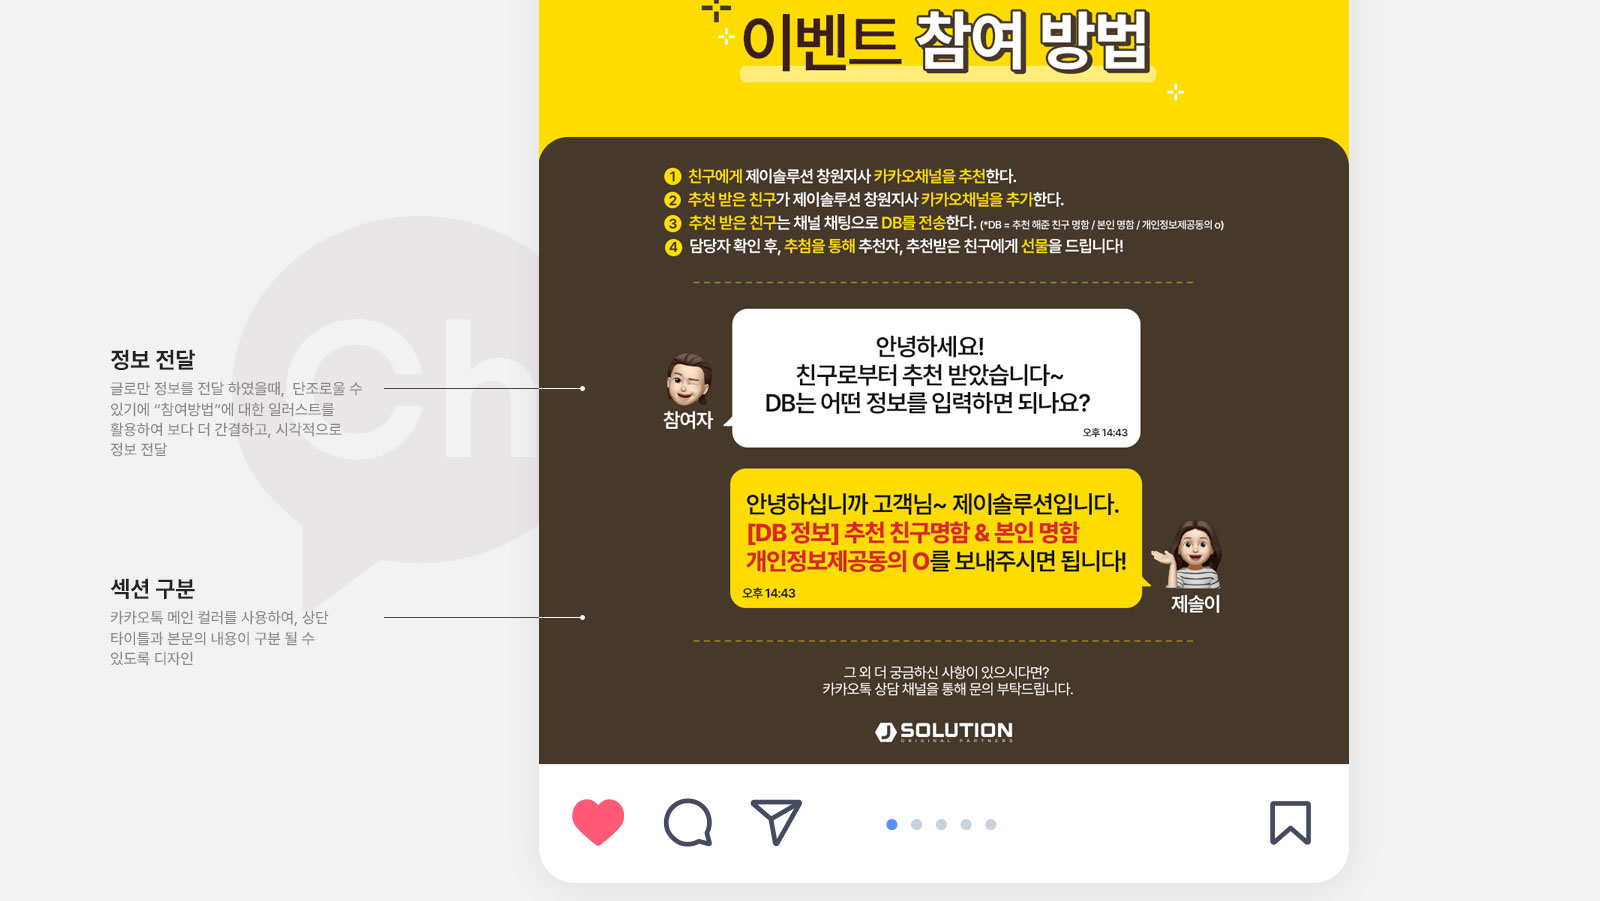 이벤트 참여 방법
1 친구에게 제이솔루션 창원지사 카카오채널을 추천한다.
2 추천 받은 친구가 제이솔루션 창원지사 카카오채널을 추가한다.
3 추천 받은 친구는 채널 채팅으로 DB를 전송한다. (*DB = 추천 해준 친구 명함 / 본인 명함 / 개인정보제공동의 o)
4 담당자 확인 후, 추첨을 통해 추천자, 추천받은 친구에게 선물을 드립니다!
Ch
정보 전달
글로만 정보를 전달 하였을때, 단조로울 수
있기에 “참여방법”에 대한 일러스트를
활용하여 보다 더 간결하고, 시각적으로
정보 전달
안녕하세요!
친구로부터 추천 받았습니다~
DB는 어떤 정보를 입력하면 되나요?
오후 14:43
참여자
안녕하십니까 고객님~ 제이솔루션입니다.
[DB 정보] 추천 친구명함 & 본인 명함
개인정보제공동의 O를 보내주시면 됩니다!
오후 14:43
제솔이
섹션 구분
카카오톡 메인 컬러를 사용하여, 상단
타이틀과 본문의 내용이 구분 될 수
있도록 디자인
그 외 더 궁금하신 사항이 있으시다면?
카카오톡 상담 채널을 통해 문의 부탁드립니다.
J SOLUTION
ORIGINAL PARTNERS